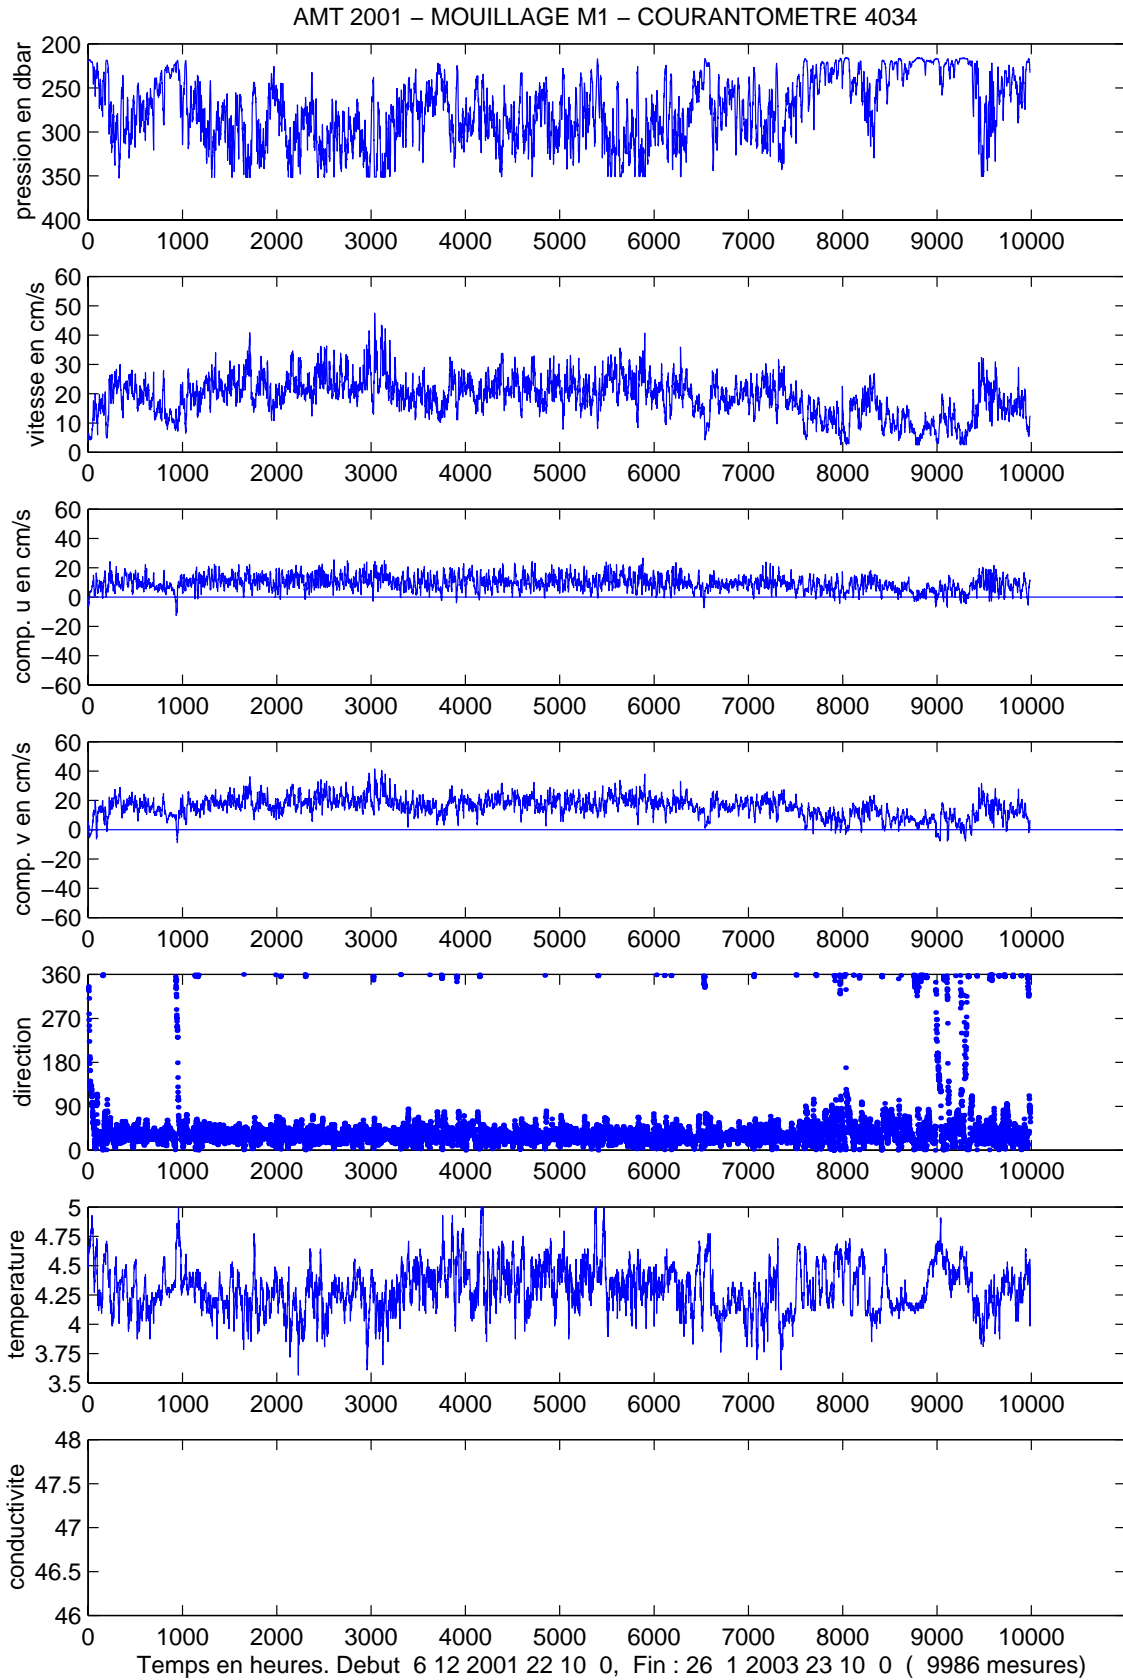 AMT 2001 – MOUILLAGE M1 – COURANTOMETRE 4034
pression en dbar
200
250
300
350
400
0 1000 2000 3000 4000 5000 6000 7000 8000 9000 10000
vitesse en cm/s
60
50
40
30
20
10
0
0 1000 2000 3000 4000 5000 6000 7000 8000 9000 10000
comp. u en cm/s
60
40
20
0
−20
−40
−60
0 1000 2000 3000 4000 5000 6000 7000 8000 9000 10000
comp. v en cm/s
60
40
20
0
−20
−40
−60
0 1000 2000 3000 4000 5000 6000 7000 8000 9000 10000
direction
360
270
180
90
0
0 1000 2000 3000 4000 5000 6000 7000 8000 9000 10000
temperature
5
4.75
4.5
4.25
4
3.75
3.5
0 1000 2000 3000 4000 5000 6000 7000 8000 9000 10000
conductivite
48
47.5
47
46.5
46
0 1000 2000 3000 4000 5000 6000 7000 8000 9000 10000
Temps en heures. Debut 6 12 2001 22 10 0, Fin : 26 1 2003 23 10 0 ( 9986 mesures)